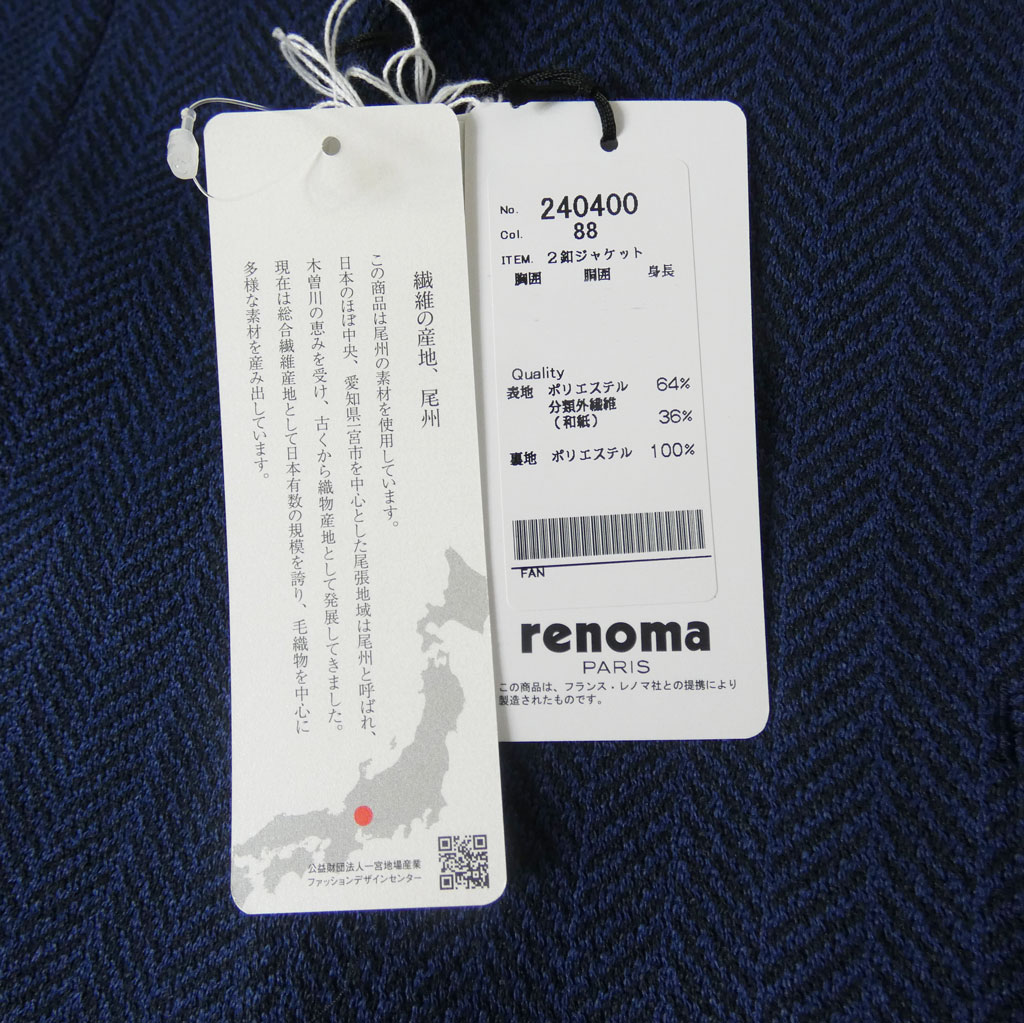 繊維の産地、尾州
この商品は尾州の素材を使用しています。
日本のほぼ中央、愛知県一宮市を中心とした尾張地域は尾州と呼ばれ、
木曽川の恵みを受け、古くから織物産地として発展してきました。
現在は総合繊維産地として日本有数の規模を誇り、毛織物を中心に
多様な素材を産み出しています。
公益財団法人一宮地場産業
ファッションデザインセンター
No. 240400
Col. 88
ITEM. 2釦ジャケット
胸囲 胴囲 身長
Quality
表地 ポリエステル 64%
分類外繊維
(和紙) 36%
裏地 ポリエステル 100%
FAN
renoma
PARIS
この商品は、フランス・レノマ社との提携により
製造されたものです。